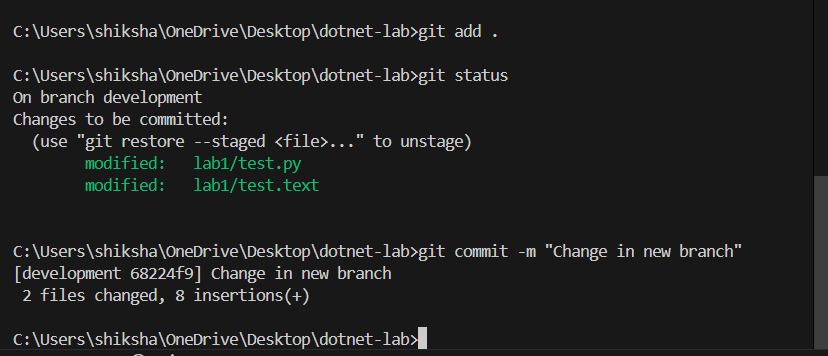 C:\Users\shiksha\OneDrive\Desktop\dotnet-lab>git add .
C:\Users\shiksha\OneDrive\Desktop\dotnet-lab>git status
On branch development
Changes to be committed:
  (use "git restore --staged <file>..." to unstage)
        modified:   lab1/test.py
        modified:   lab1/test.text
C:\Users\shiksha\OneDrive\Desktop\dotnet-lab>git commit -m "Change in new branch"
[development 68224f9] Change in new branch
 2 files changed, 8 insertions(+)
C:\Users\shiksha\OneDrive\Desktop\dotnet-lab>